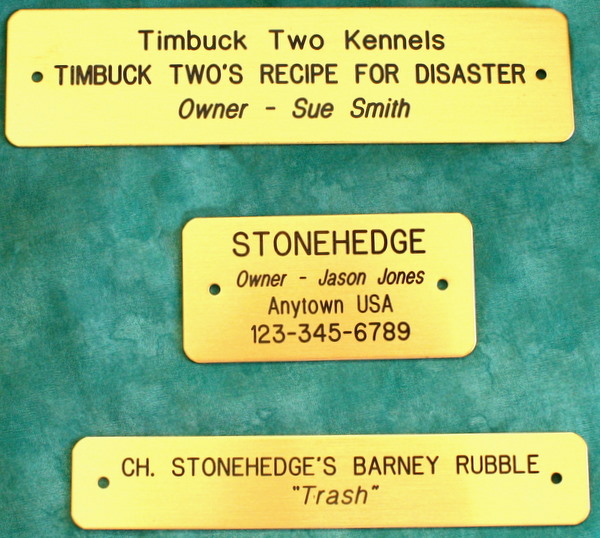 Timbuck Two Kennels
TIMBUCK TWO'S RECIPE FOR DISASTER
Owner - Sue Smith
STONEHEDGE
Owner - Jason Jones
Anytown USA
123-345-6789
CH. STONEHEDGE'S BARNEY RUBBLE
"Trash"